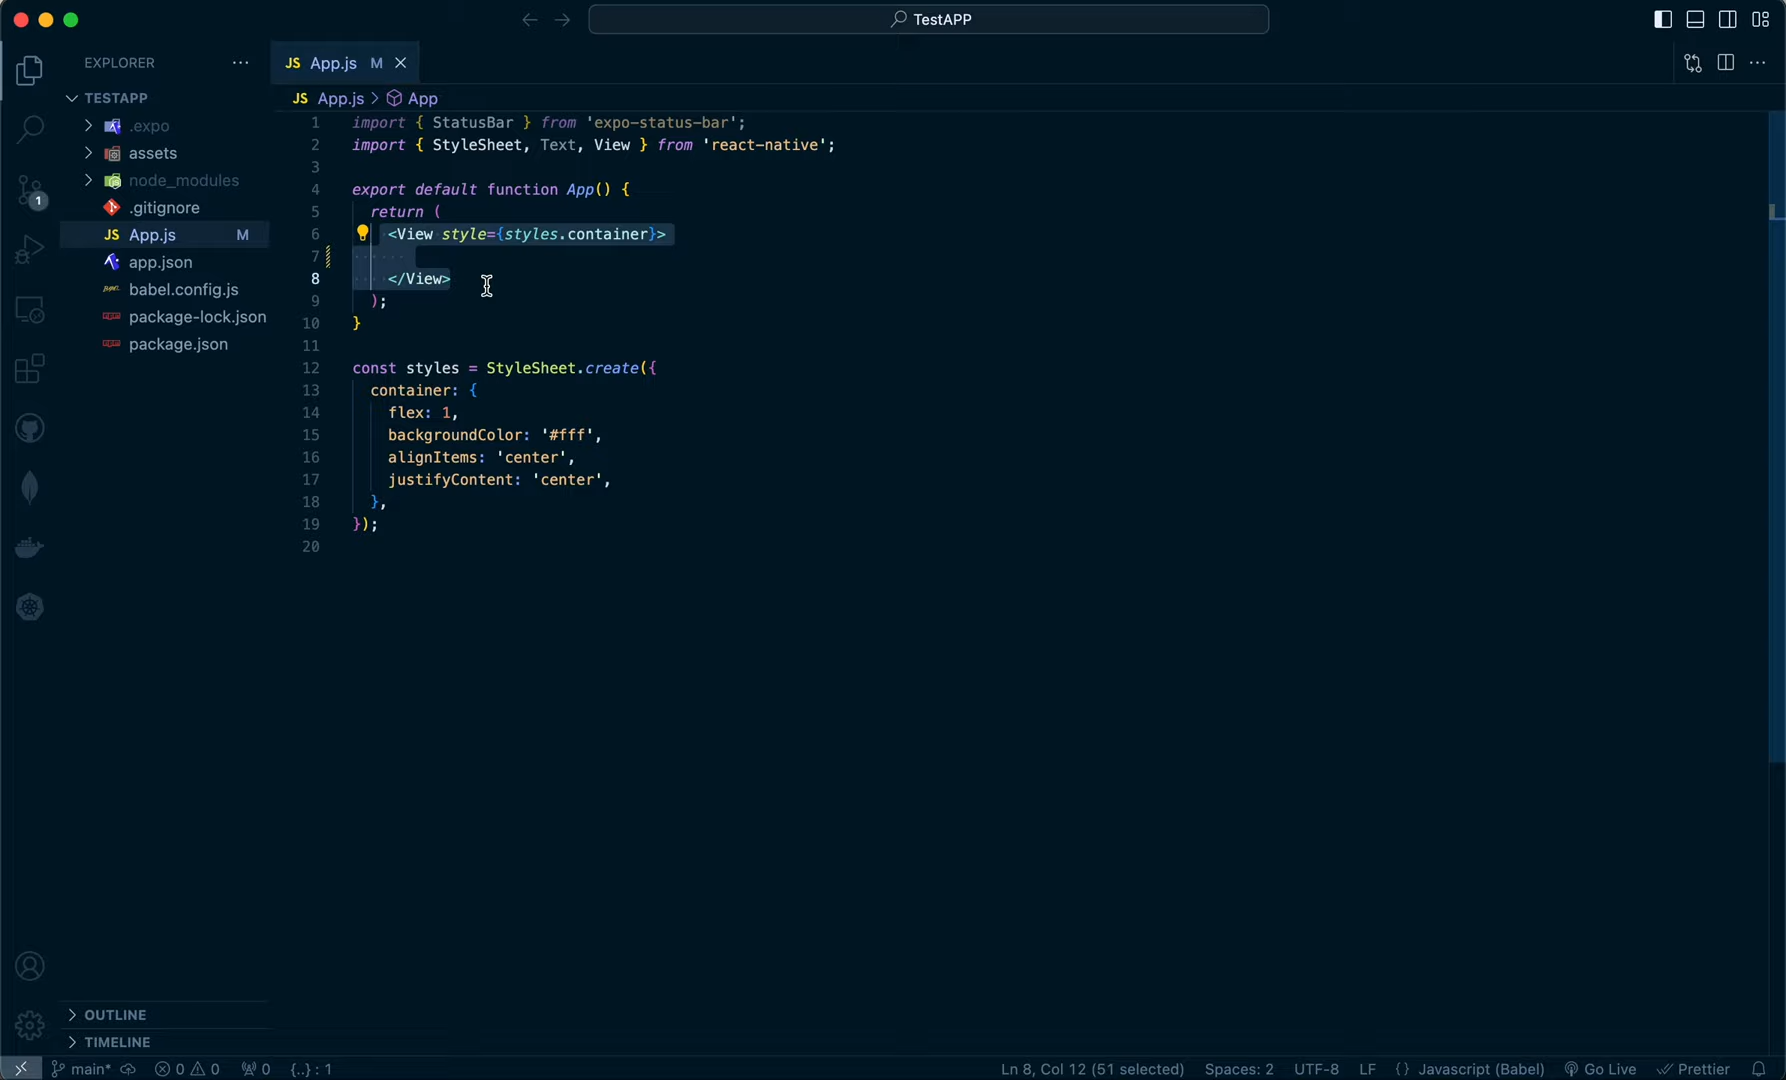 TestAPP
EXPLORER
JS App.js M
TESTAPP
JS App.js > App
.expo
assets
node_modules
.gitignore
JS App.js M
app.json
babel.config.js
package-lock.json
package.json
1 import { StatusBar } from 'expo-status-bar';
2 import { StyleSheet, Text, View } from 'react-native';
3
4 export default function App() {
5 return (
6 <View style={styles.container}>
7
8 </View>
9 );
10 }
11
12 const styles = StyleSheet.create({
13 container: {
14 flex: 1,
15 backgroundColor: '#fff',
16 alignItems: 'center',
17 justifyContent: 'center',
18 },
19 });
20
1
OUTLINE
TIMELINE
main* 0 0 0 {..} : 1 Ln 8, Col 12 (51 selected) Spaces: 2 UTF-8 LF {} Javascript (Babel) Go Live Prettier